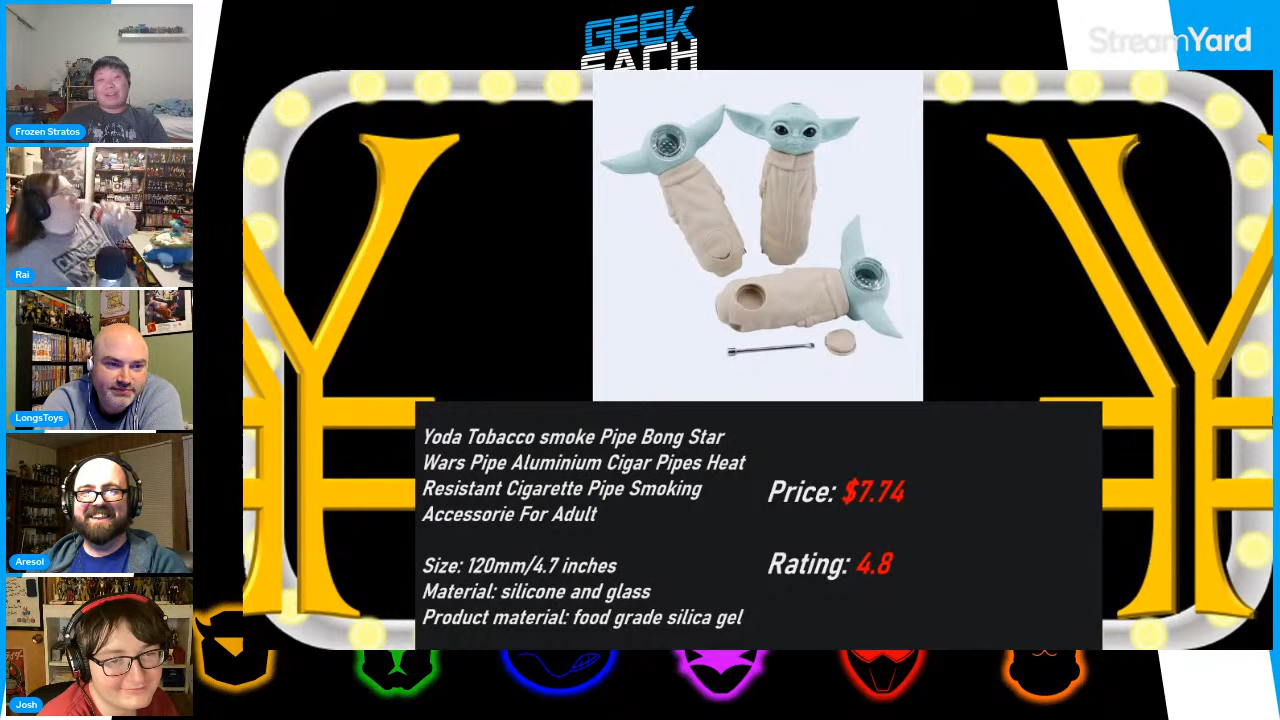 GEEK
EACH
StreamYard
Frozen Stratos
Rai
LongsToys
Aresol
Josh
Yoda Tobacco smoke Pipe Bong Star
Wars Pipe Aluminium Cigar Pipes Heat
Resistant Cigarette Pipe Smoking
Accessorie For Adult
Size: 120mm/4.7 inches
Material: silicone and glass
Product material: food grade silica gel
Price: $7.74
Rating: 4.8